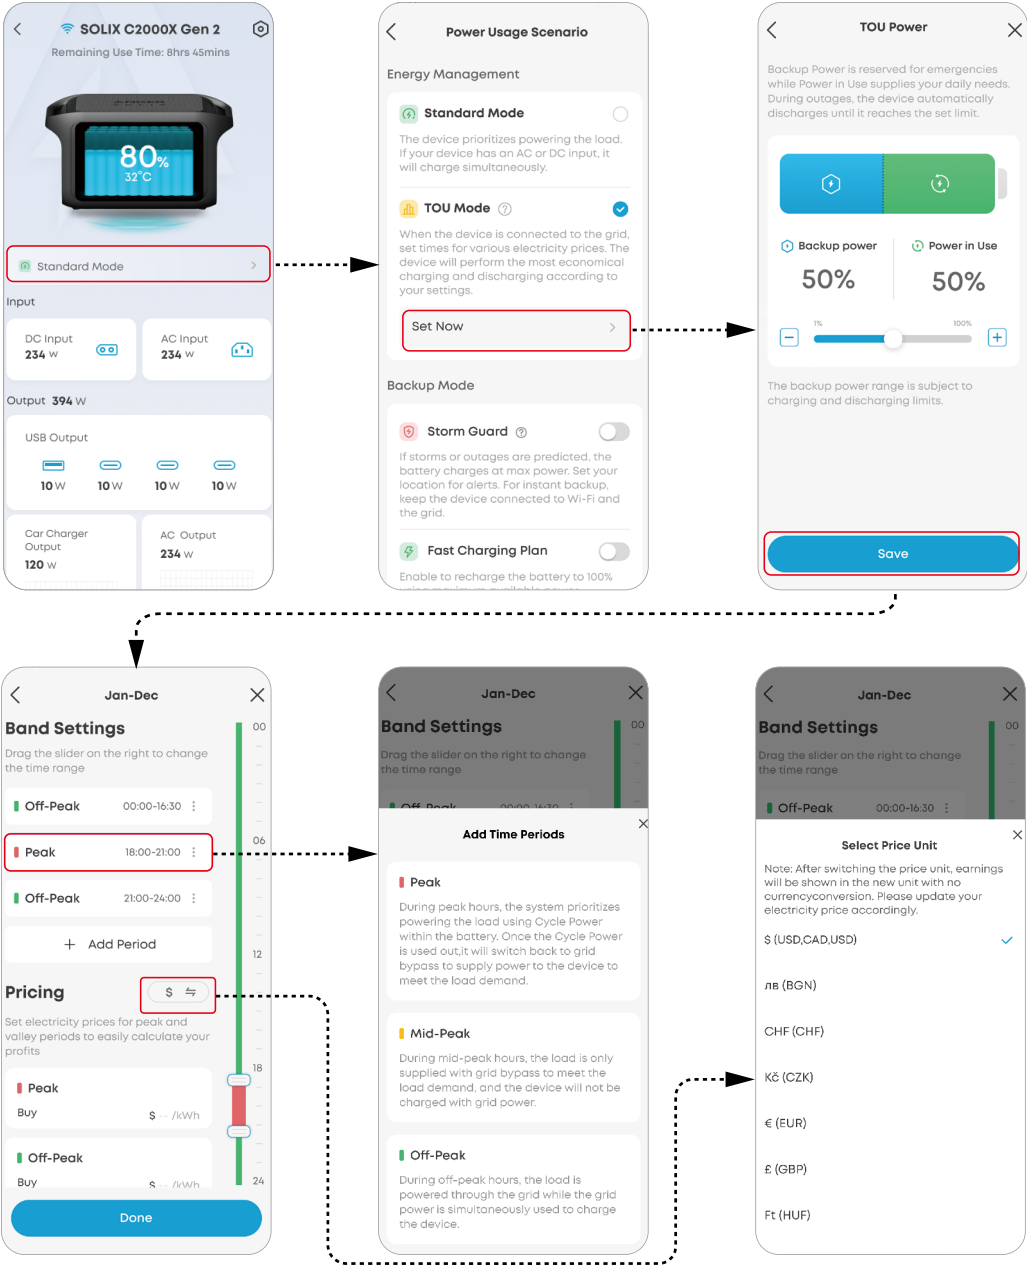 SOLIX C2000X Gen 2
Remaining Use Time: 8hrs 45mins
ANKER
SOLIX
80%
32°C
Standard Mode
Input
DC Input
234 W
AC Input
234 W
Output 394 W
USB Output
10 W
10 W
10 W
10 W
Car Charger
Output
120 W
AC Output
234 W
Power Usage Scenario
Energy Management
Standard Mode
The device prioritizes powering the load.
If your device has an AC or DC input, it
will charge simultaneously.
TOU Mode ?
When the device is connected to the grid,
set times for various electricity prices. The
device will perform the most economical
charging and discharging according to
your settings.
Set Now
Backup Mode
Storm Guard ?
If storms or outages are predicted, the
battery charges at max power. Set your
location for alerts. For instant backup,
keep the device connected to Wi-Fi and
the grid.
Fast Charging Plan
Enable to recharge the battery to 100%
using maximum available power
TOU Power
Backup Power is reserved for emergencies
while Power in Use supplies your daily needs.
During outages, the device automatically
discharges until it reaches the set limit.
Backup power
50%
Power in Use
50%
1%
100%
The backup power range is subject to
charging and discharging limits.
Save
Jan-Dec
Band Settings
Drag the slider on the right to change
the time range
Off-Peak 00:00-16:30
Peak 18:00-21:00
Off-Peak 21:00-24:00
+ Add Period
Pricing
$
Set electricity prices for peak and
valley periods to easily calculate your
profits
Peak
Buy $ -- /kWh
Off-Peak
Buy $ -- /kWh
00
06
12
18
24
Done
Jan-Dec
Band Settings
Drag the slider on the right to change
the time range
Off-Peak 00:00-16:30
00
Add Time Periods
Peak
During peak hours, the system prioritizes
powering the load using Cycle Power
within the battery. Once the Cycle Power
is used out,it will switch back to grid
bypass to supply power to the device to
meet the load demand.
Mid-Peak
During mid-peak hours, the load is only
supplied with grid bypass to meet the
load demand, and the device will not be
charged with grid power.
Off-Peak
During off-peak hours, the load is
powered through the grid while the grid
power is simultaneously used to charge
the device.
Jan-Dec
Band Settings
Drag the slider on the right to change
the time range
Off-Peak 00:00-16:30
00
Select Price Unit
Note: After switching the price unit, earnings
will be shown in the new unit with no
currencyconversion. Please update your
electricity price accordingly.
$ (USD,CAD,USD)
лв (BGN)
CHF (CHF)
Kč (CZK)
€ (EUR)
£ (GBP)
Ft (HUF)